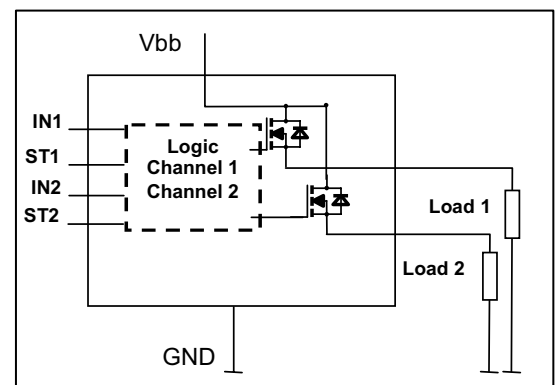 Vbb
IN1
ST1
IN2
ST2
Logic
Channel 1
Channel 2
Load 1
Load 2
GND